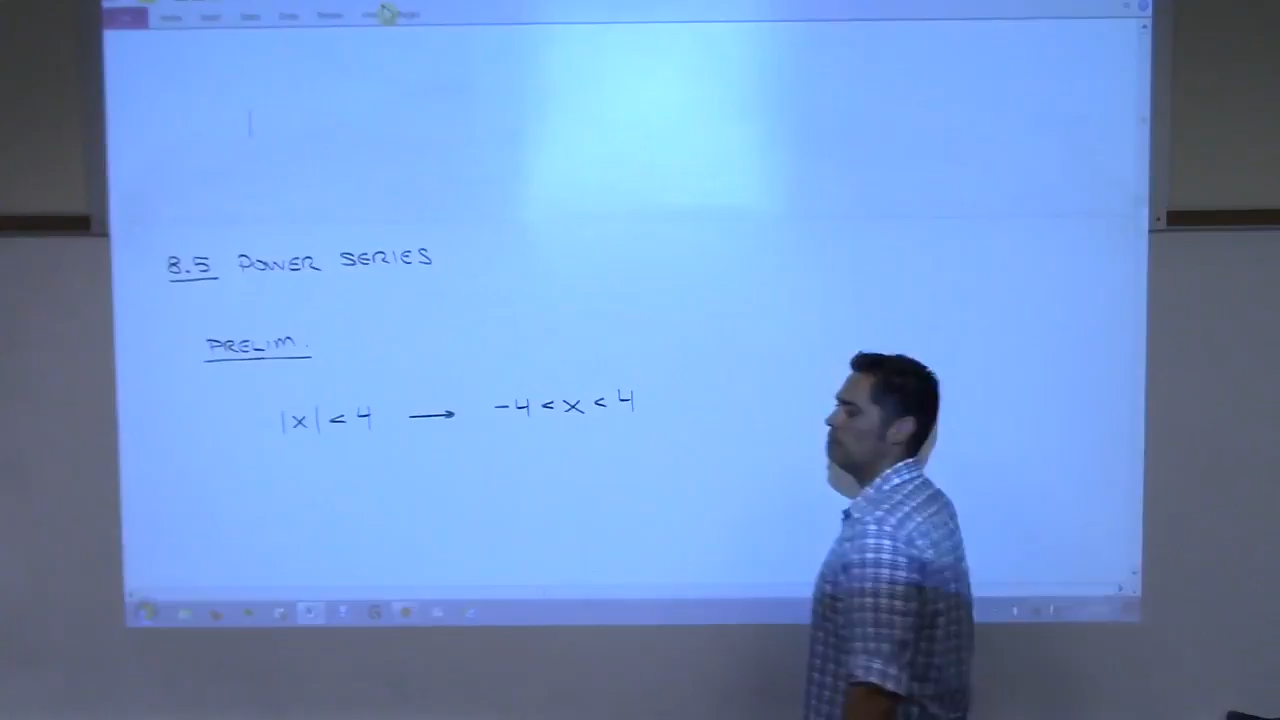 8.5 POWER SERIES
PRELIM.
|x| < 4 → -4 < x < 4